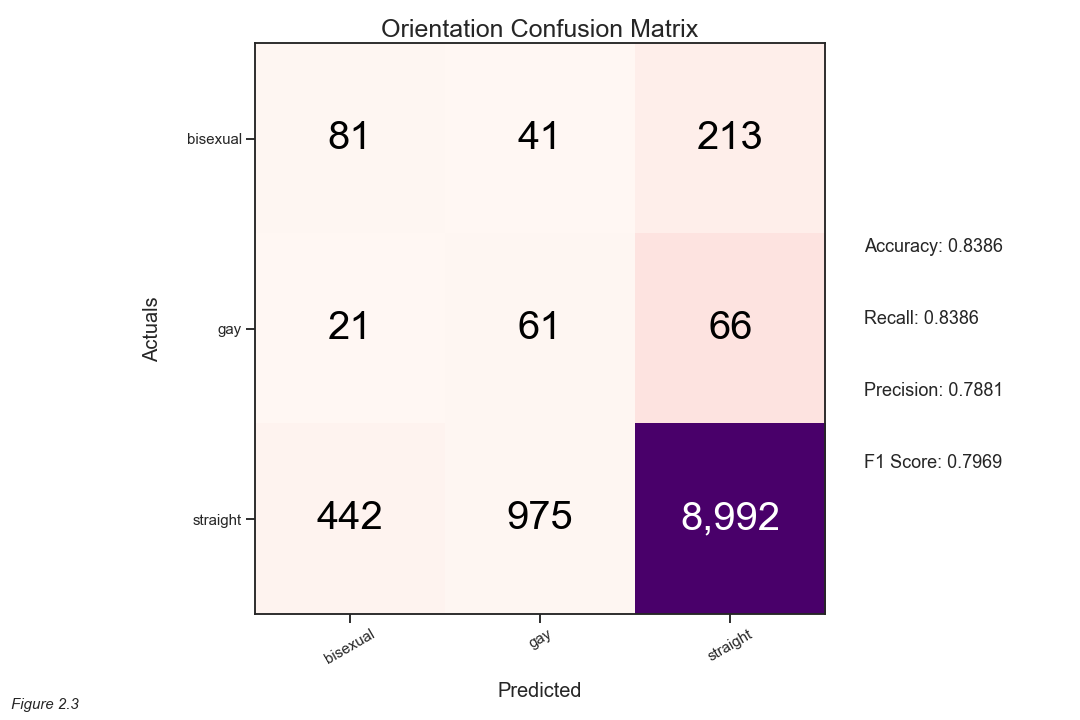 Orientation Confusion Matrix
bisexual
81
41
213
Accuracy: 0.8386
Recall: 0.8386
Actuals
gay
21
61
66
Precision: 0.7881
F1 Score: 0.7969
straight
442
975
8,992
bisexual
gay
straight
Predicted
Figure 2.3